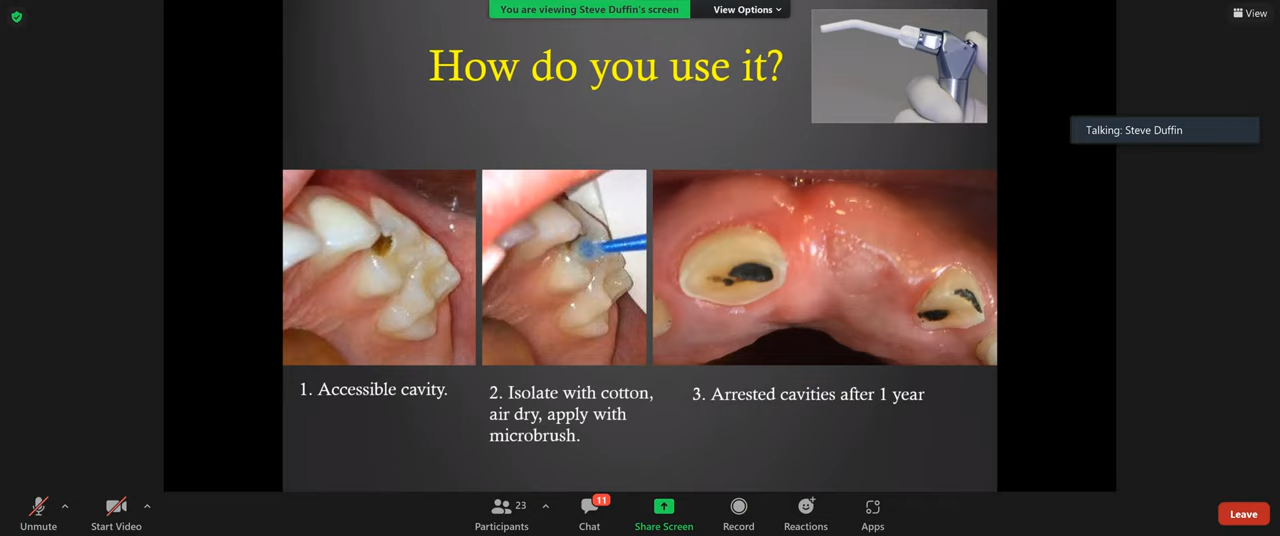 You are viewing Steve Duffin's screen
View Options
View
How do you use it?
Talking: Steve Duffin
1. Accessible cavity.
2. Isolate with cotton,
air dry, apply with
microbrush.
3. Arrested cavities after 1 year
Unmute
Start Video
23
Participants
11
Chat
Share Screen
Record
Reactions
Apps
Leave